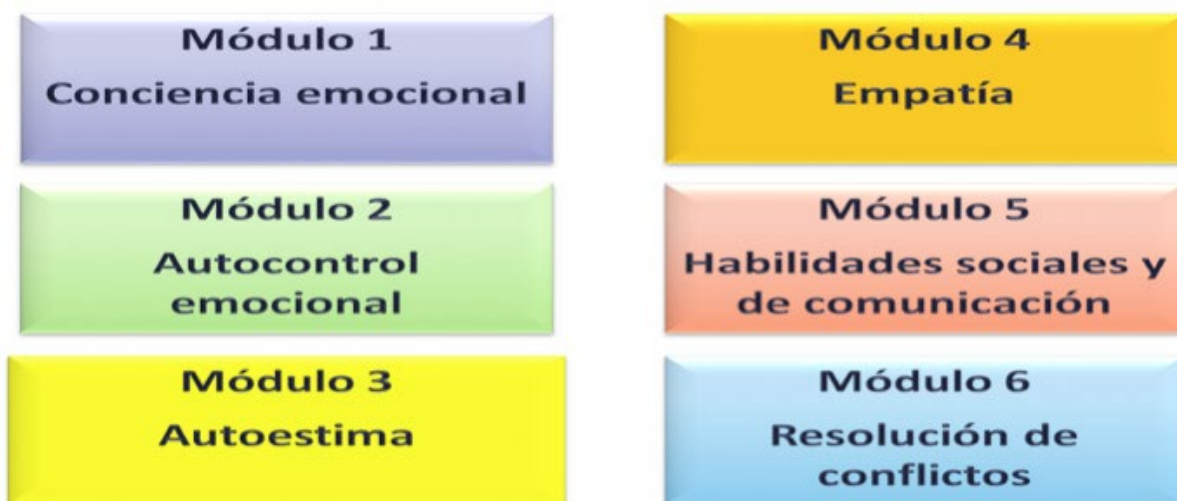 Módulo 1
Conciencia emocional
Módulo 2
Autocontrol
emocional
Módulo 3
Autoestima
Módulo 4
Empatía
Módulo 5
Habilidades sociales y
de comunicación
Módulo 6
Resolución de
conflictos